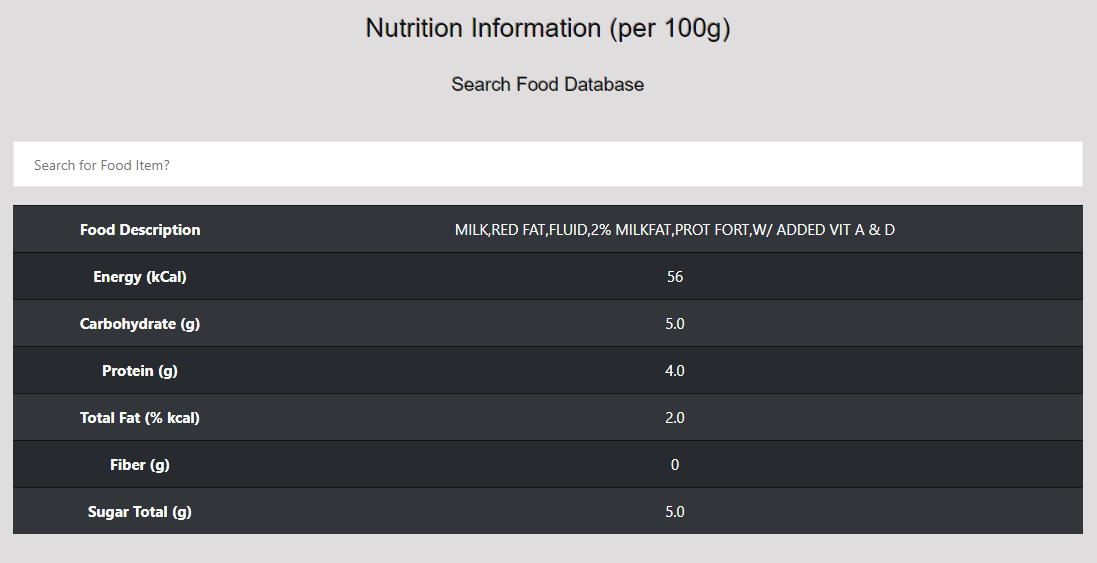 Nutrition Information (per 100g)
Search Food Database
Search for Food Item?
Food Description MILK,RED FAT,FLUID,2% MILKFAT,PROT FORT,W/ ADDED VIT A & D
Energy (kCal) 56
Carbohydrate (g) 5.0
Protein (g) 4.0
Total Fat (% kcal) 2.0
Fiber (g) 0
Sugar Total (g) 5.0